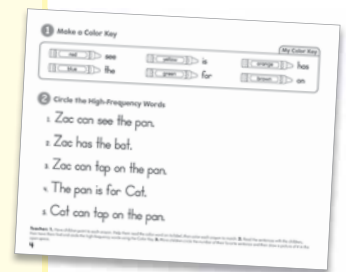 1 Make a Color Key
My Color Key
red see yellow is orange has
blue the green for brown on
2 Circle the High-Frequency Words
1. Zac can see the pan.
2. Zac has the bat.
3. Zac can tap on the pan.
4. The pan is for Cat.
5. Cat can tap on the pan.